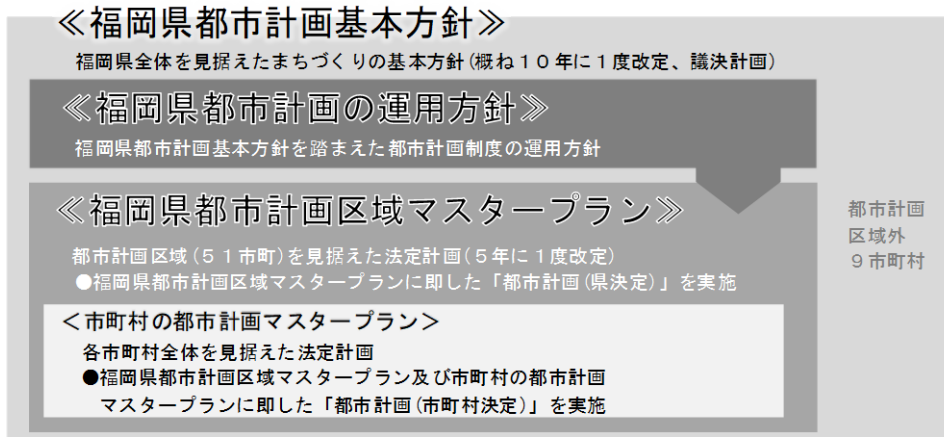 ≪福岡県都市計画基本方針≫
福岡県全体を見据えたまちづくりの基本方針(概ね１０年に１度改定、議決計画)
≪福岡県都市計画の運用方針≫
福岡県都市計画基本方針を踏まえた都市計画制度の運用方針
≪福岡県都市計画区域マスタープラン≫
都市計画区域(５１市町)を見据えた法定計画(５年に１度改定)
●福岡県都市計画区域マスタープランに即した「都市計画(県決定)」を実施
＜市町村の都市計画マスタープラン＞
各市町村全体を見据えた法定計画
●福岡県都市計画区域マスタープラン及び市町村の都市計画
マスタープランに即した「都市計画(市町村決定)」を実施
都市計画
区域外
９市町村